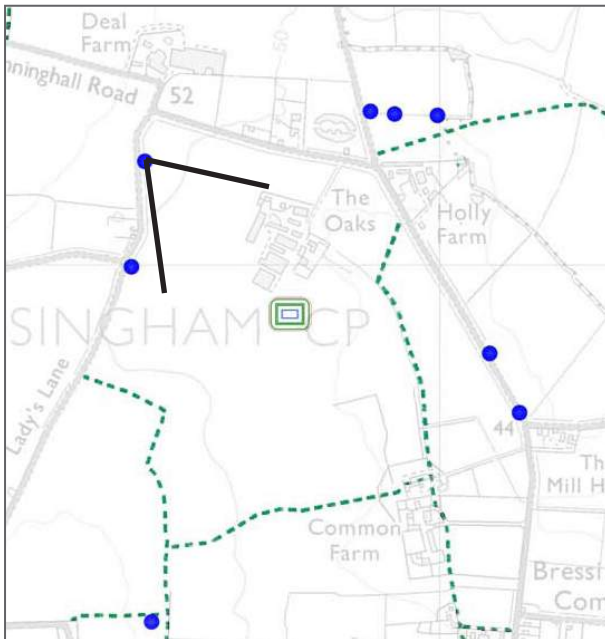 Deal
Farm
50
nninghall Road
52
The
Oaks
Holly
Farm
SINGHAM CP
Lady's Lane
44
Th
Mill H
Common
Farm
Bressi
Com